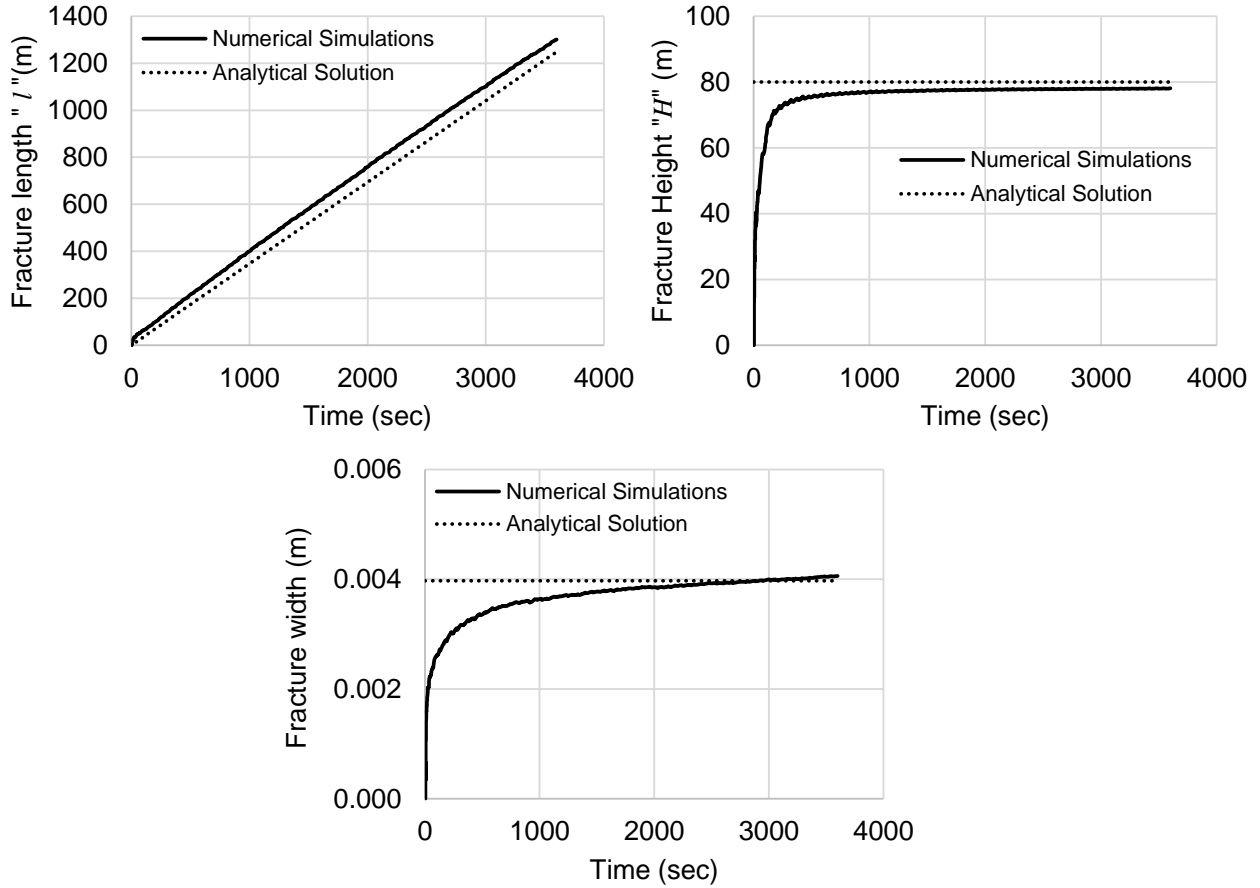 Fracture length " l "(m)
1400
1200
1000
800
600
400
200
0
Numerical Simulations
Analytical Solution
0 1000 2000 3000 4000
Time (sec)
Fracture Height "H" (m)
100
80
60
40
20
0
Numerical Simulations
Analytical Solution
0 1000 2000 3000 4000
Time (sec)
Fracture width (m)
0.006
0.004
0.002
0.000
Numerical Simulations
Analytical Solution
0 1000 2000 3000 4000
Time (sec)